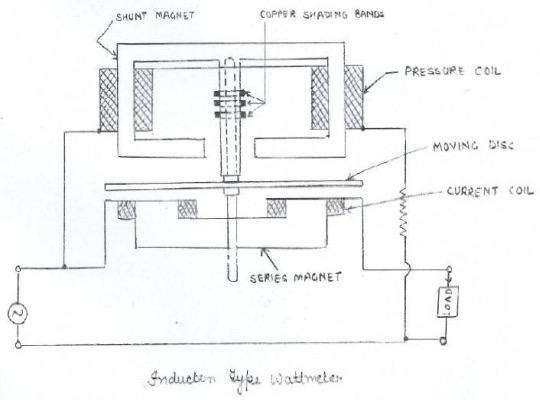 SHUNT MAGNET
COPPER SHADING BANDS
PRESSURE COIL
MOVING DISC
CURRENT COIL
SERIES MAGNET
LOAD
Induction Type Wattmeter